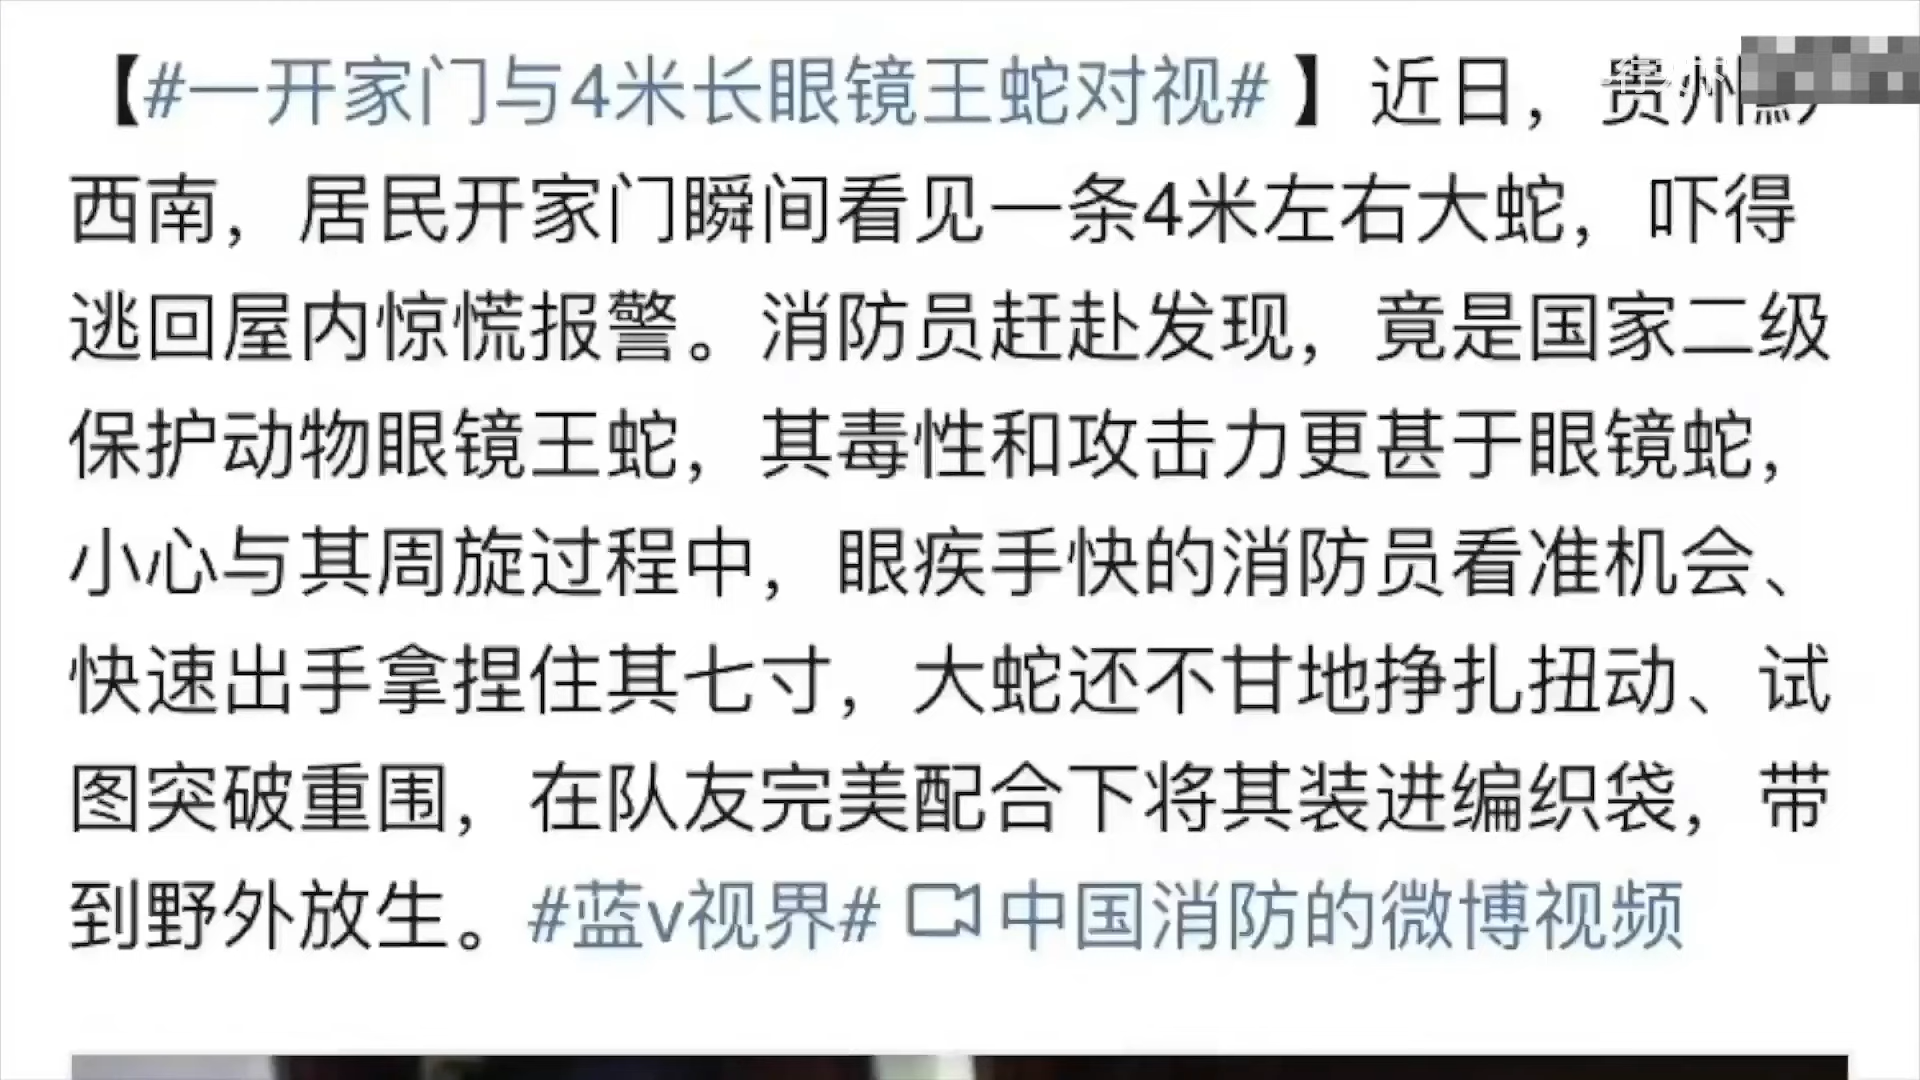 【#一开家门与4米长眼镜王蛇对视#】近日，贵州黔
西南，居民开家门瞬间看见一条4米左右大蛇，吓得
逃回屋内惊慌报警。消防员赶赴发现，竟是国家二级
保护动物眼镜王蛇，其毒性和攻击力更甚于眼镜蛇，
小心与其周旋过程中，眼疾手快的消防员看准机会、
快速出手拿捏住其七寸，大蛇还不甘地挣扎扭动、试
图突破重围，在队友完美配合下将其装进编织袋，带
到野外放生。#蓝v视界# 中国消防的微博视频